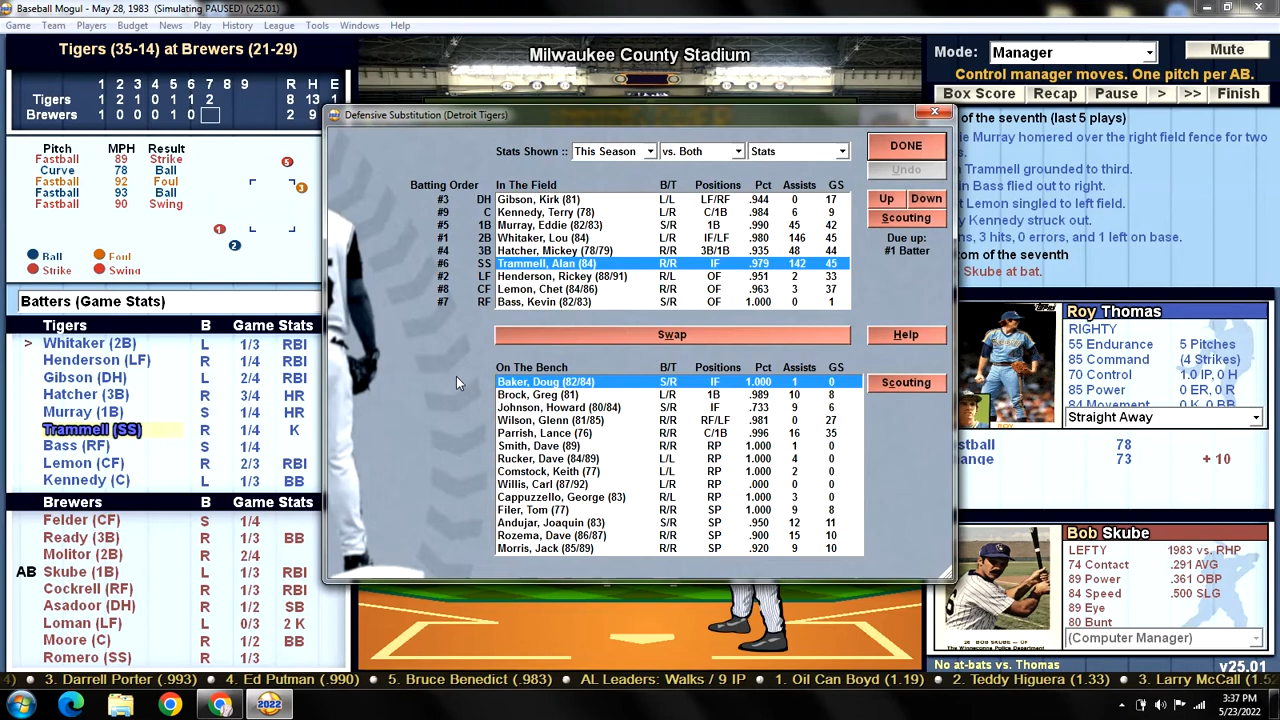 Baseball Mogul - May 28, 1983 (Simulating PAUSED) (v25.01)
Game Team Players Budget News Play History League Tools Windows Help
Tigers (35-14) at Brewers (21-29)
1 2 3 4 5 6 7 8 9 R H E
Tigers 1 2 1 0 1 1 2 8 13 1
Brewers 1 0 0 0 1 0 2 9
Pitch MPH Result
Fastball 89 Strike
Curve 78 Ball
Fastball 92 Foul
Fastball 93 Ball
Fastball 90 Swing
5
3
1
2
Ball Foul
Strike Swing
Batters (Game Stats)
Tigers B Game Stats
> Whitaker (2B) L 1/3 RBI
Henderson (LF) R 1/4 RBI
Gibson (DH) L 2/4 RBI
Hatcher (3B) R 3/4 HR
Murray (1B) S 1/4 HR
Trammell (SS) R 1/4 K
Bass (RF) S 1/4
Lemon (CF) R 2/3 RBI
Kennedy (C) L 3/4 BB
Brewers B Game Stats
Felder (CF) S 1/4
Ready (3B) R 1/3 BB
Molitor (2B) R 2/4
AB Skube (1B) L 1/3 RBI
Cockrell (RF) R 1/3 RBI
Asadoor (DH) R 1/2 SB
Loman (LF) L 0/3 2 K
Moore (C) R 1/2 BB
Romero (SS) R 1/3
Milwaukee County Stadium
Defensive Substitution (Detroit Tigers)
Stats Shown :: This Season vs. Both Stats
DONE
Undo
Batting Order In The Field B/T Positions Pct Assists GS
#3 DH Gibson, Kirk (81) L/L LF/RF .944 0 17
#9 C Kennedy, Terry (78) L/R C/1B .984 6 9
#5 1B Murray, Eddie (82/83) S/R 1B .990 45 42
#1 2B Whitaker, Lou (84) L/R IF/LF .980 146 45
#4 3B Hatcher, Mickey (78/79) R/R 3B/1B .935 48 44
#6 SS Trammell, Alan (84) R/R IF .979 142 45
#2 LF Henderson, Rickey (88/91) R/L OF .951 2 33
#8 CF Lemon, Chet (84/86) R/R OF .963 3 37
#7 RF Bass, Kevin (82/83) S/R OF 1.000 0 1
Up Down
Scouting
Due up:
#1 Batter
Swap
Help
On The Bench B/T Positions Pct Assists GS
Baker, Doug (82/84) S/R IF 1.000 1 0
Brock, Greg (81) L/R 1B .989 10 8
Johnson, Howard (80/84) S/R IF .733 9 6
Wilson, Glenn (81/85) R/R RF/LF .981 0 27
Parrish, Lance (76) R/R C/1B .996 16 35
Smith, Dave (89) R/R RP 1.000 1 0
Rucker, Dave (84/89) L/L RP 1.000 4 0
Comstock, Keith (77) L/L RP 1.000 2 0
Willis, Carl (87/92) L/R RP .000 0 0
Cappuzzello, George (83) R/L RP 1.000 3 0
Filer, Tom (77) R/R SP 1.000 9 8
Andujar, Joaquin (83) R/R SP .950 12 11
Rozema, Dave (86/87) R/R SP .900 15 10
Morris, Jack (85/89) R/R SP .920 9 10
Scouting
Mode: Manager
Mute
Control manager moves. One pitch per AB.
Box Score Recap Pause > >> Finish
of the seventh (last 5 plays)
ie Murray homered over the right field fence for two
s.
n Trammell grounded to third.
in Bass flied out to right.
t Lemon singled to left field.
y Kennedy struck out.
ns, 3 hits, 0 errors, and 1 left on base.
tom of the seventh
Skube at bat.
Topps
Roy Thomas
RIGHTY
55 Endurance 5 Pitches
85 Command (4 Strikes)
70 Control 1.0 IP, 0 H
85 Power 0 ER, 0 R
84 Movement 0 K, 0 BB
Straight Away
stball 78
ange 73 + 10
Bob Skube
LEFTY 1983 vs. RHP
74 Contact .291 AVG
89 Power .361 OBP
84 Speed .500 SLG
89 Eye
80 Bunt
(Computer Manager)
26 BOB SKUBE — OF
The Winneconne Police Department
No at-bats vs. Thomas v25.01
3. Darrell Porter (.993) 4. Ed Putman (.990) 5. Bruce Benedict (.983) AL Leaders: Walks / 9 IP 1. Oil Can Boyd (1.19) 2. Teddy Higuera (1.33) 3. Larry McCall (1.52
2022
3:37 PM
5/23/2022